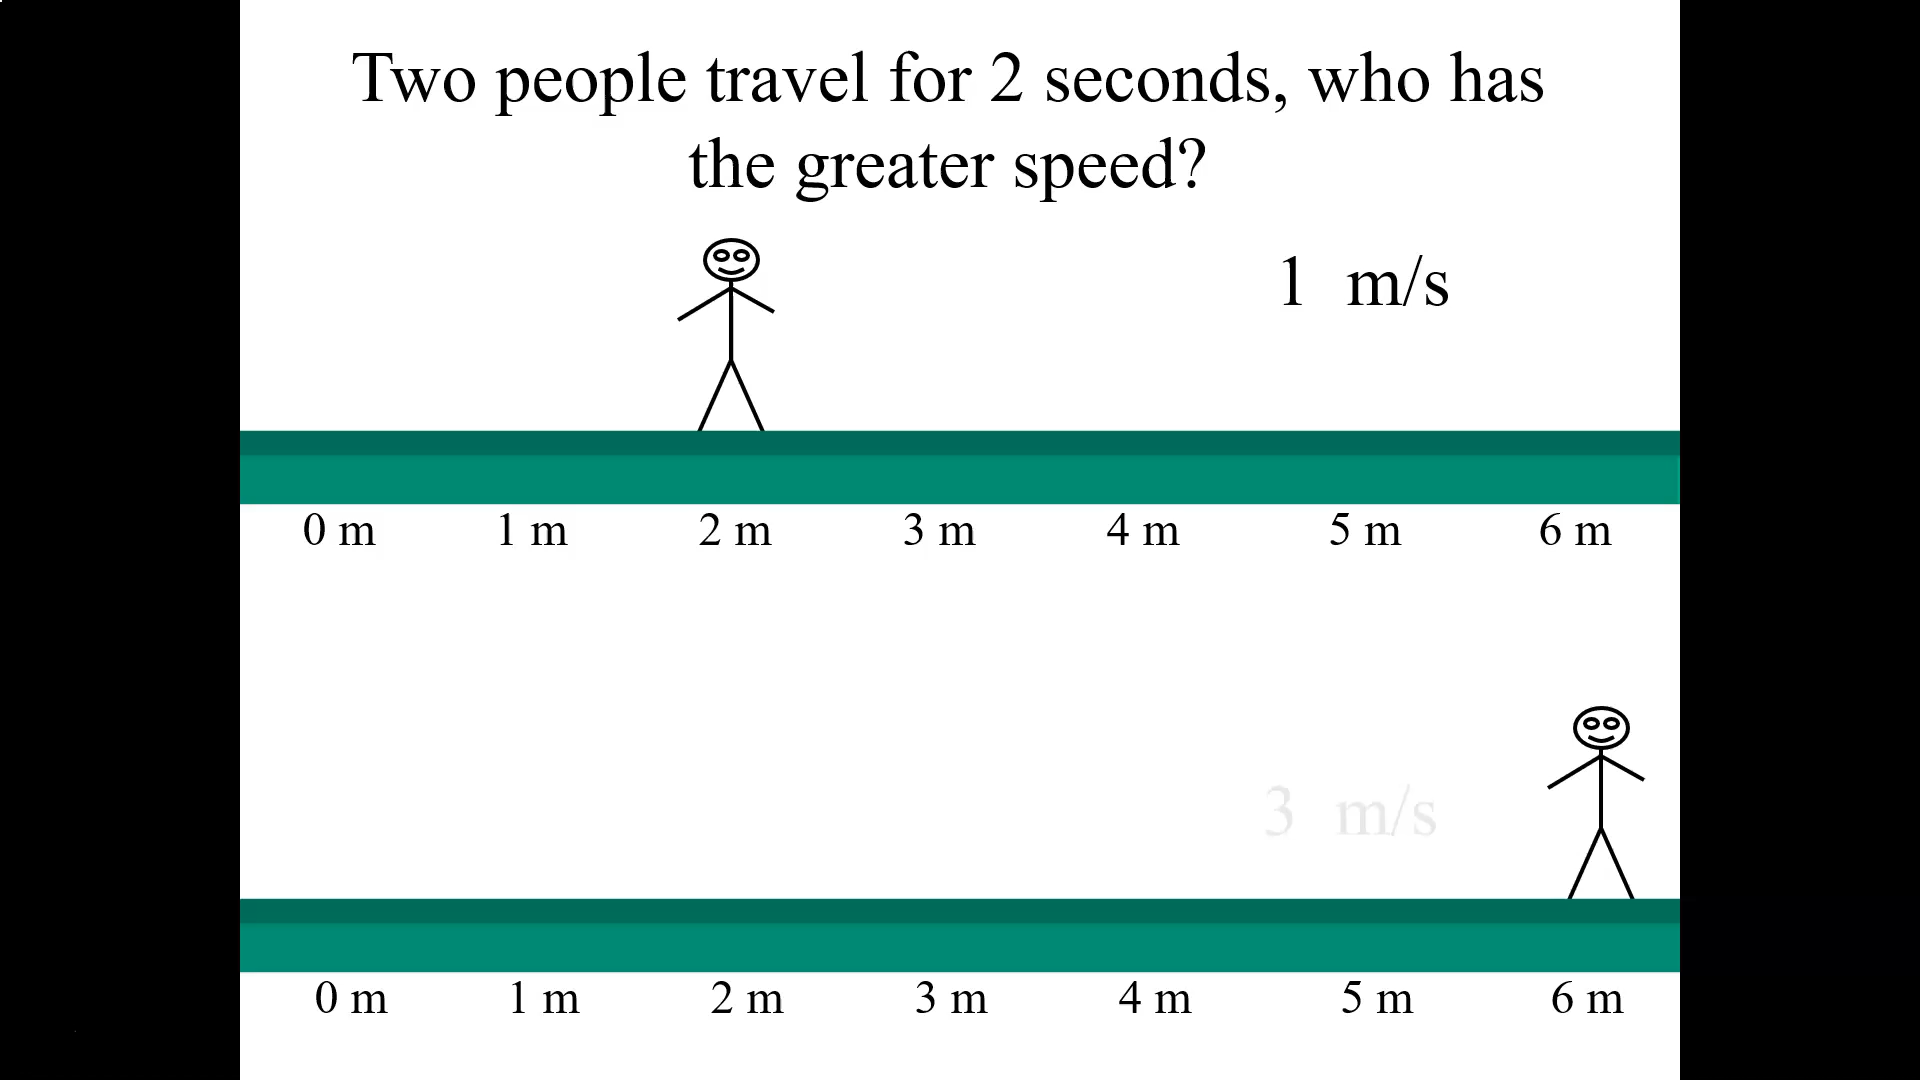 Two people travel for 2 seconds, who has
the greater speed?
1 m/s
0 m 1 m 2 m 3 m 4 m 5 m 6 m
3 m/s
0 m 1 m 2 m 3 m 4 m 5 m 6 m